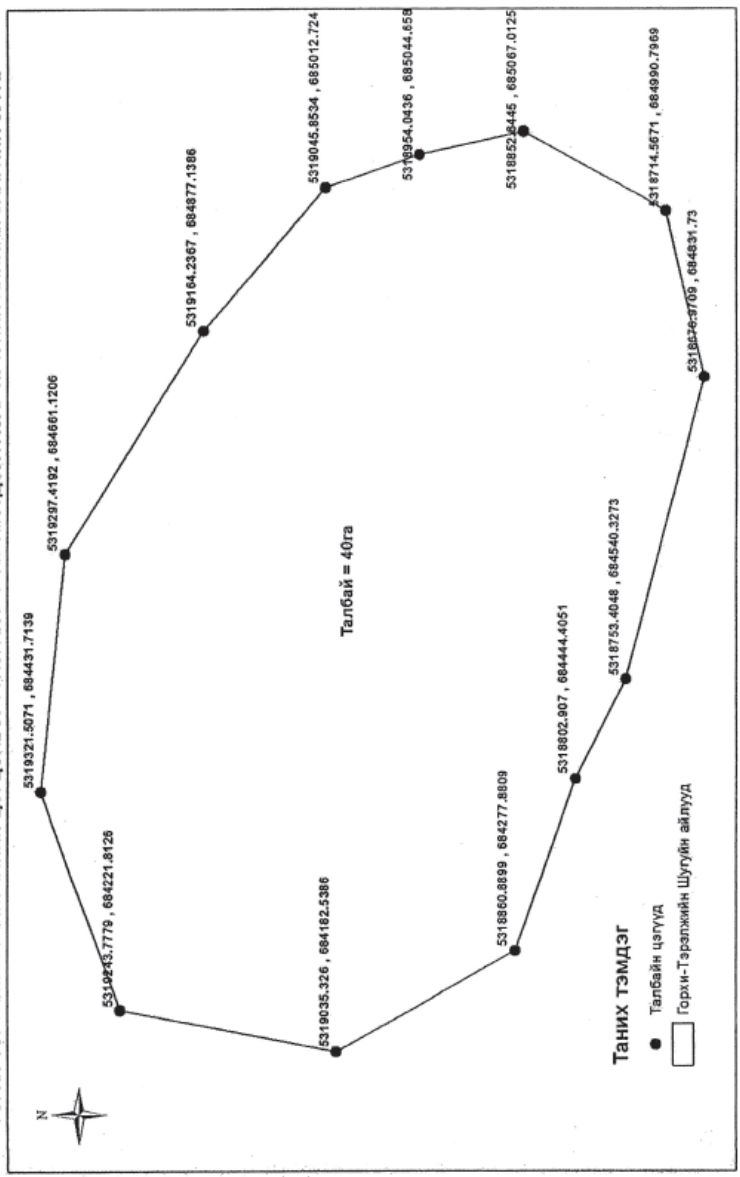 N
5319321.5071 , 684431.7139
5319297.4192 , 684661.1206
5319243.7779 , 684221.8126
5319164.2367 , 684877.1386
5319045.8534 , 685012.724
5319035.326 , 684182.5386
5318954.0436 , 685044.658
5318852.6445 , 685067.0125
Талбай = 40га
5318860.8899 , 684277.8809
5318802.907 , 684444.4051
5318753.4048 , 684540.3273
5318714.5671 , 684990.7969
684831.73
Таних тэмдэг
Талбайн цэгүүд
Горхи-Тэрэлжийн Шугуйн айлууд